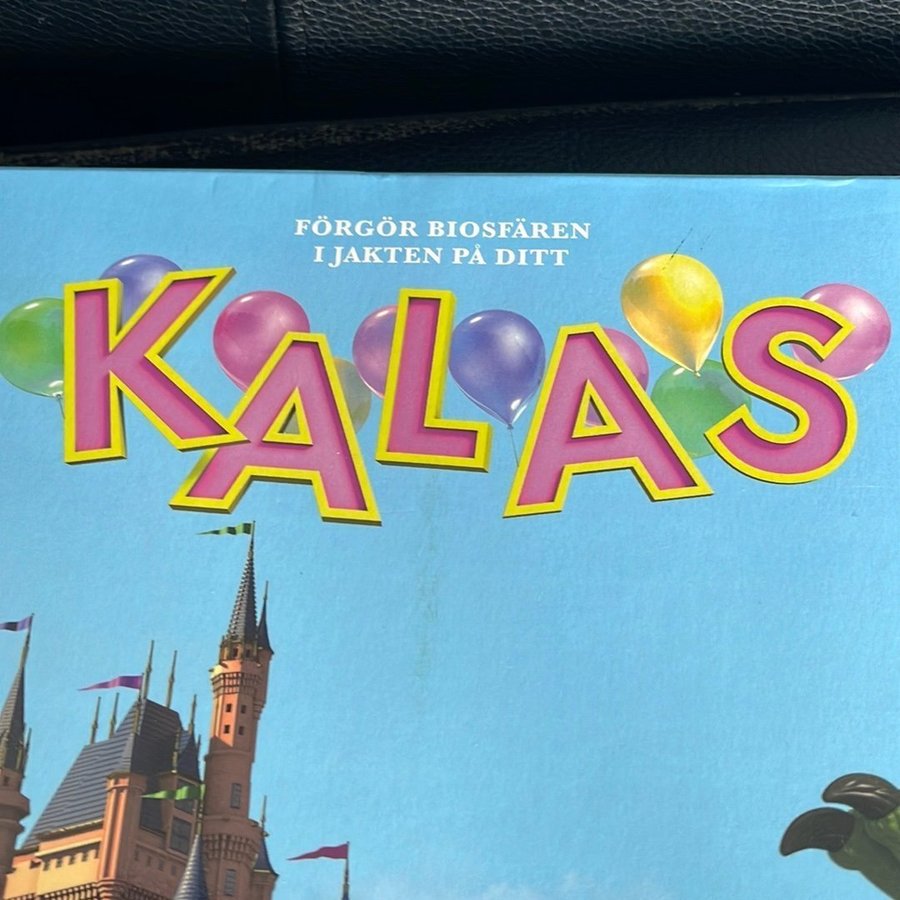 FÖRGÖR BIOSFÄREN
I JAKTEN PÅ DITT
KALAS